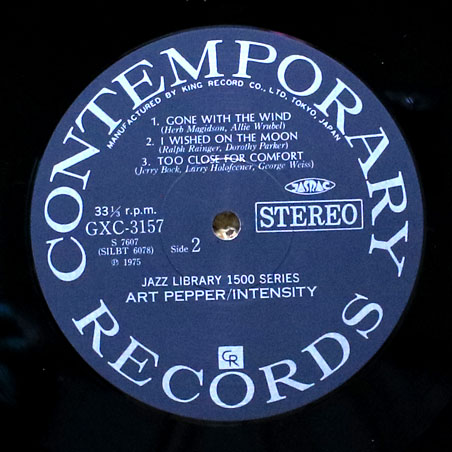 CONTEMPORARY
MANUFACTURED BY KING RECORD CO., LTD. TOKYO, JAPAN
1. GONE WITH THE WIND
(Herb Magidson, Allie Wrubel)
2. I WISHED ON THE MOON
(Ralph Rainger, Dorothy Parker)
3. TOO CLOSE FOR COMFORT
(Jerry Bock, Larry Holofcener, George Weiss)
JASRAC
33⅓ r.p.m.
GXC-3157
STEREO
S 7607
(SILBT 6078)
Side 2
℗ 1975
JAZZ LIBRARY 1500 SERIES
ART PEPPER/INTENSITY
CR
RECORDS